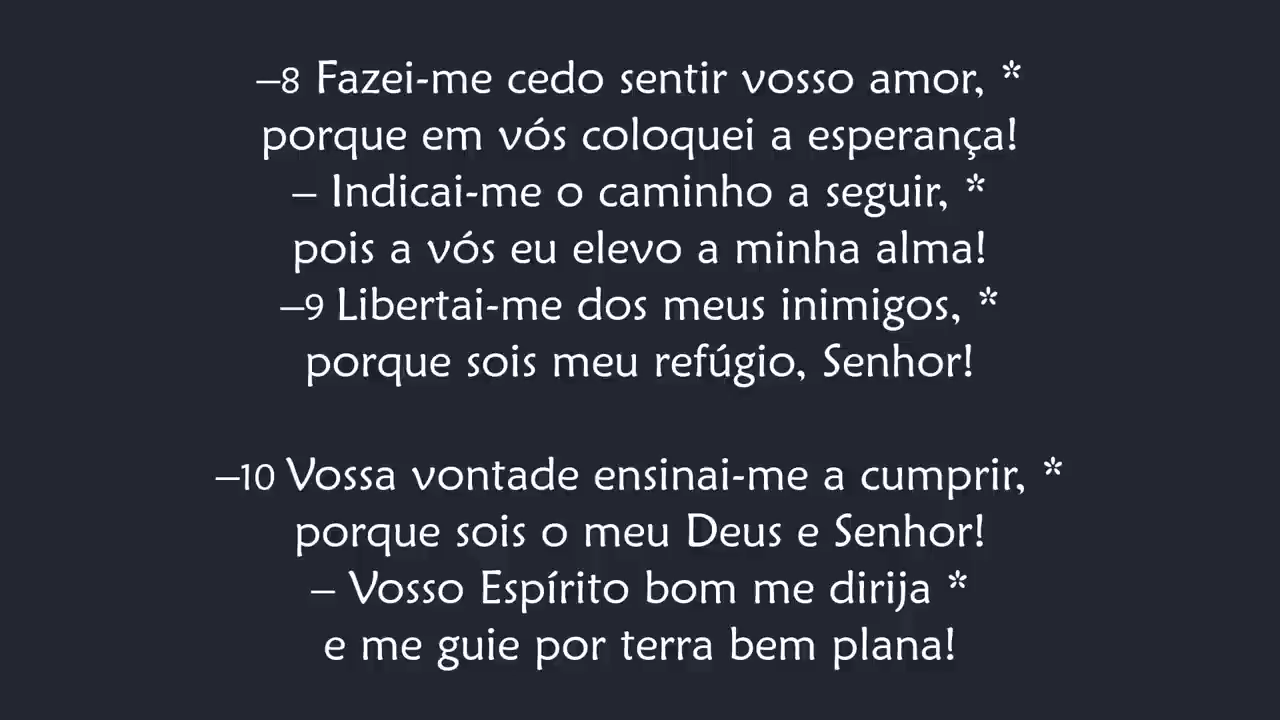 –8 Fazei-me cedo sentir vosso amor, *
porque em vós coloquei a esperança!
– Indicai-me o caminho a seguir, *
pois a vós eu elevo a minha alma!
–9 Libertai-me dos meus inimigos, *
porque sois meu refúgio, Senhor!
–10 Vossa vontade ensinai-me a cumprir, *
porque sois o meu Deus e Senhor!
– Vosso Espírito bom me dirija *
e me guie por terra bem plana!